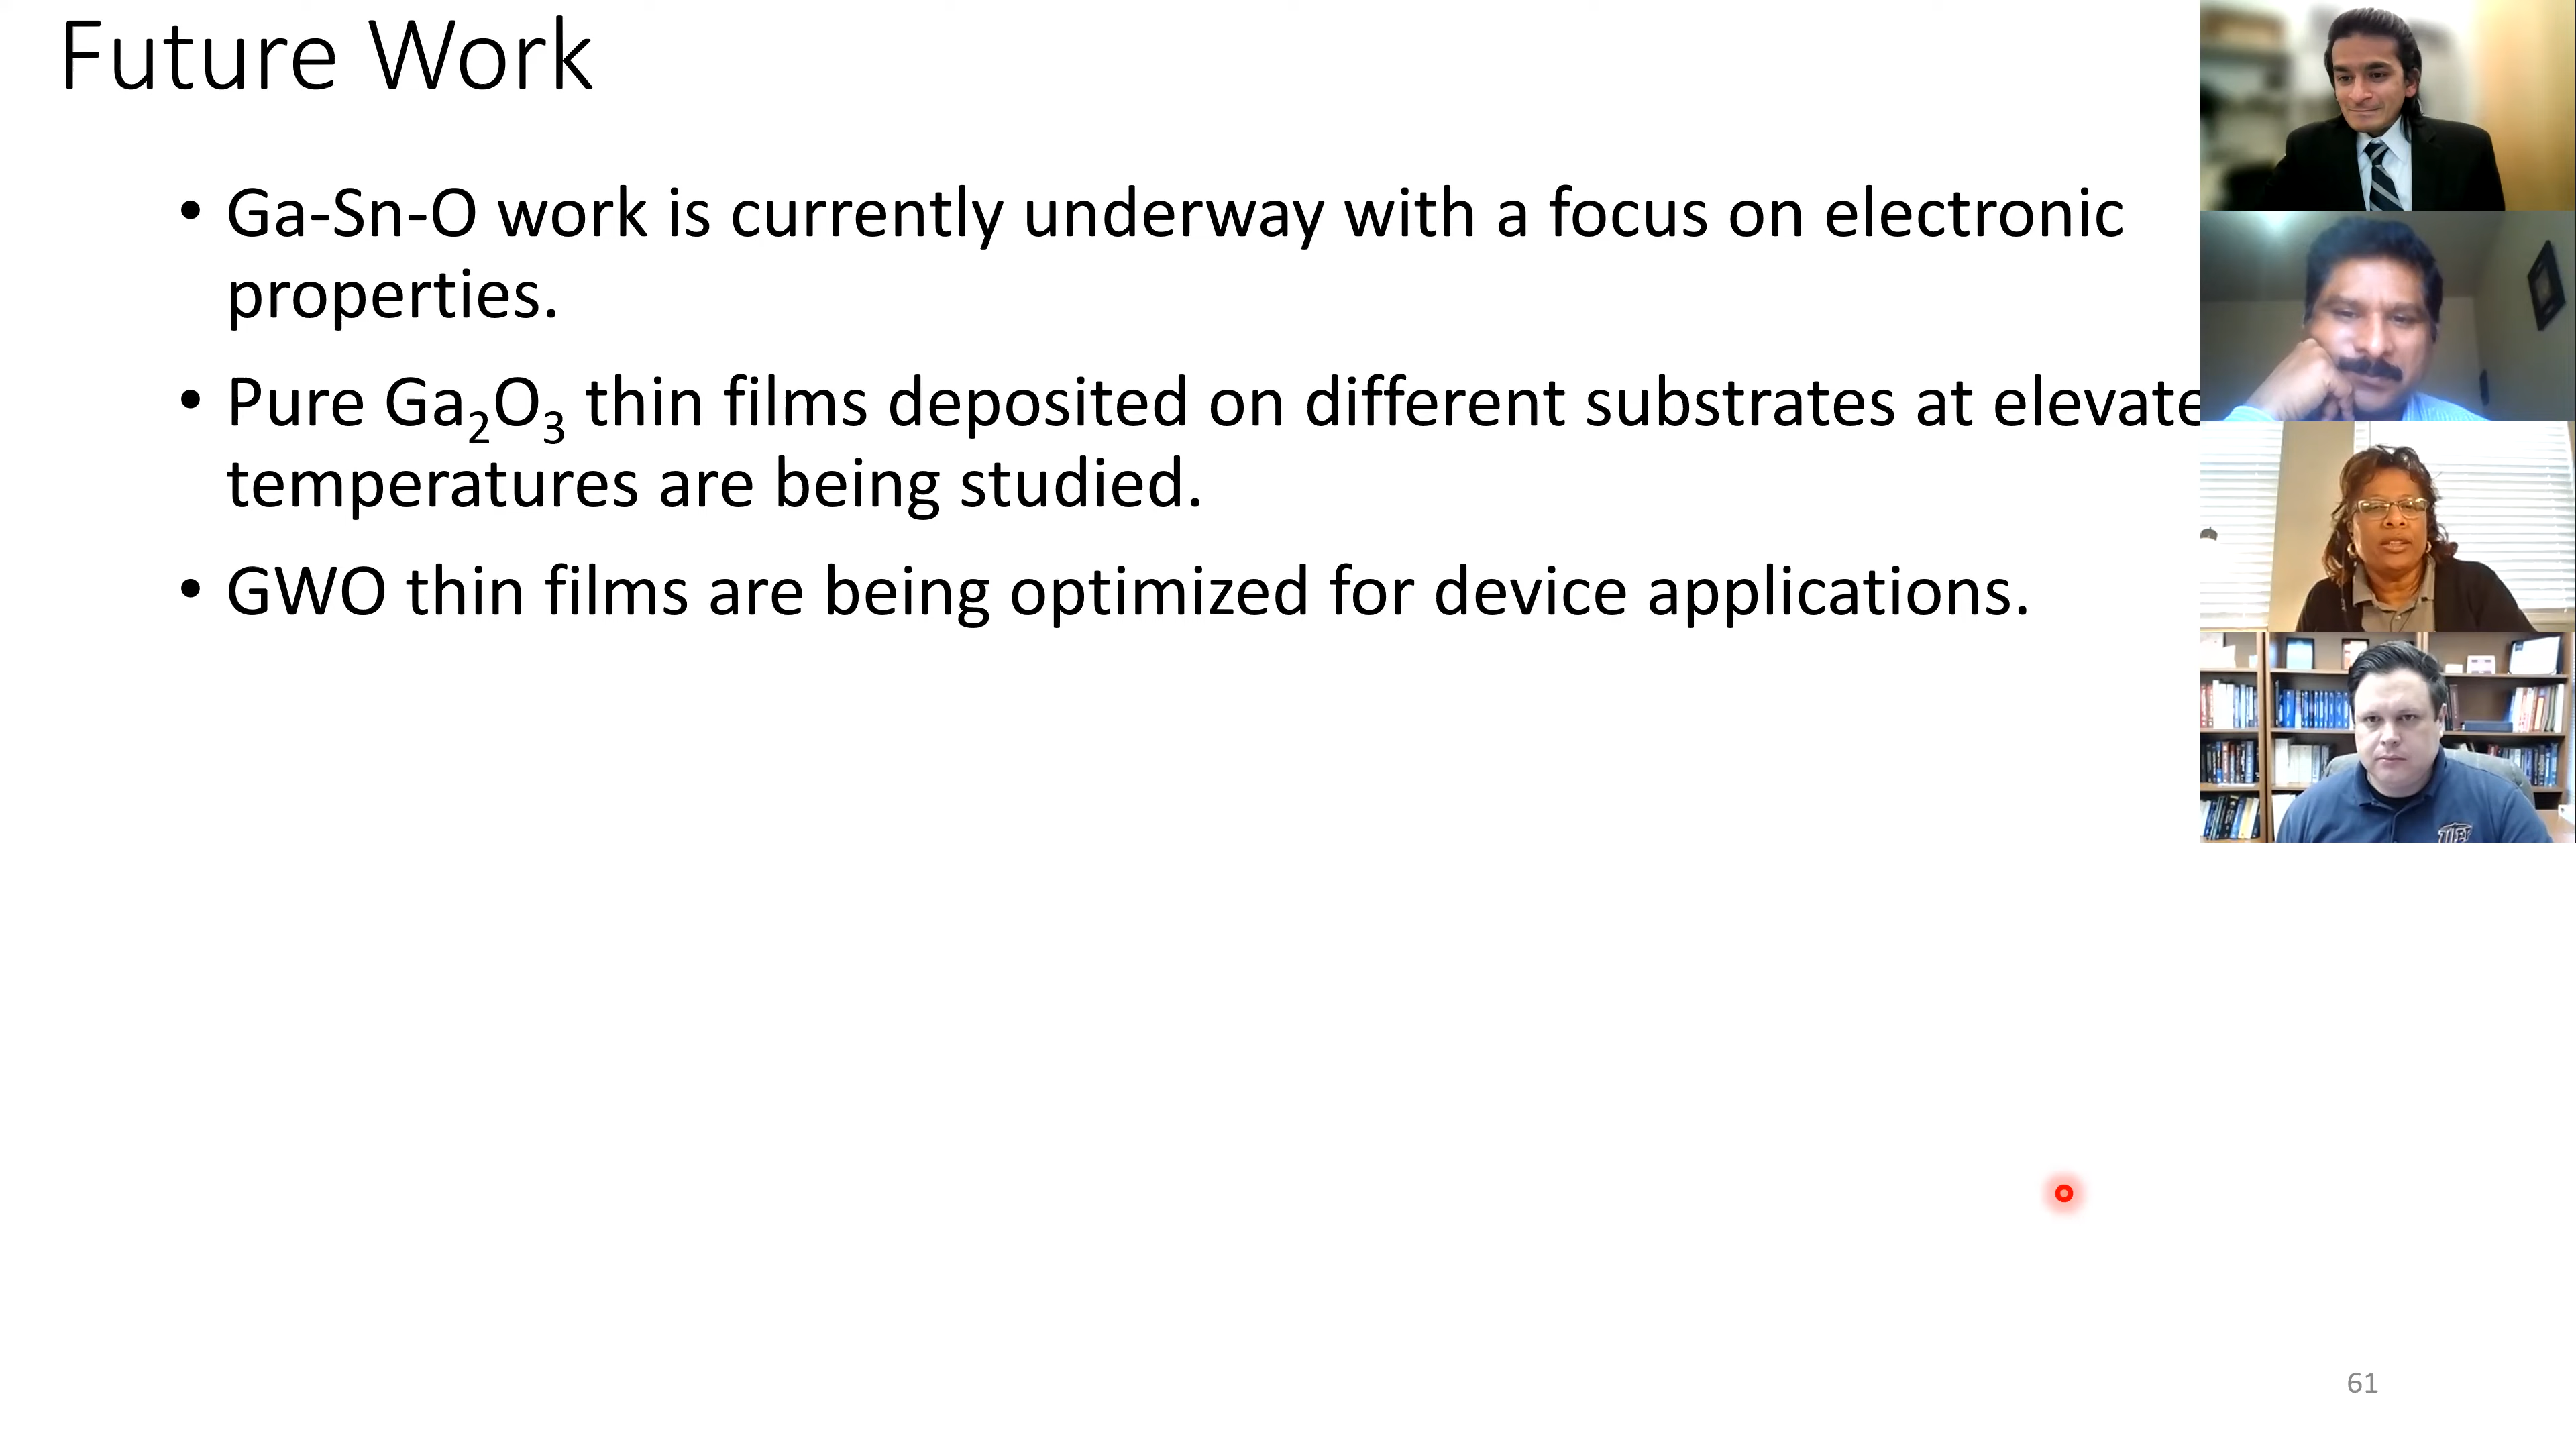 Future Work
• Ga-Sn-O work is currently underway with a focus on electronic
properties.
• Pure Ga₂O₃ thin films deposited on different substrates at elevate
temperatures are being studied.
• GWO thin films are being optimized for device applications.
UTEP
61